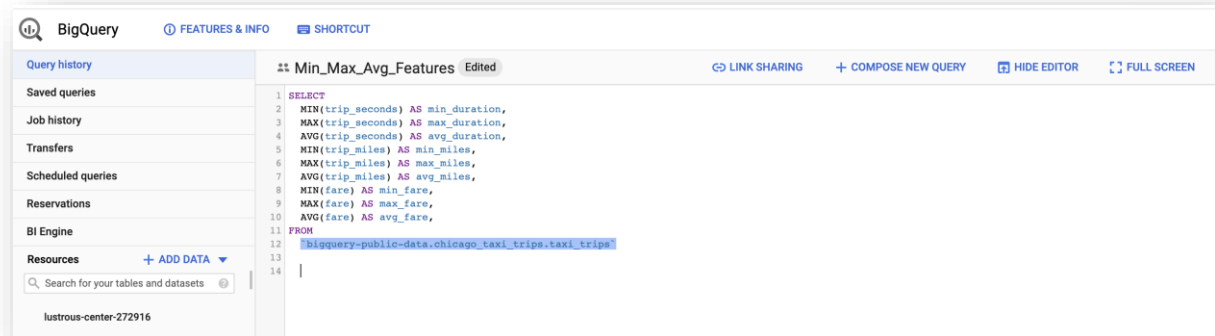 BigQuery
FEATURES & INFO
SHORTCUT
Query history
Saved queries
Job history
Transfers
Scheduled queries
Reservations
BI Engine
Resources
+ ADD DATA
Search for your tables and datasets
lustrous-center-272916
Min_Max_Avg_Features Edited
LINK SHARING
+ COMPOSE NEW QUERY
HIDE EDITOR
FULL SCREEN
1 SELECT
2 MIN(trip_seconds) AS min_duration,
3 MAX(trip_seconds) AS max_duration,
4 AVG(trip_seconds) AS avg_duration,
5 MIN(trip_miles) AS min_miles,
6 MAX(trip_miles) AS max_miles,
7 AVG(trip_miles) AS avg_miles,
8 MIN(fare) AS min_fare,
9 MAX(fare) AS max_fare,
10 AVG(fare) AS avg_fare,
11 FROM
12 `bigquery-public-data.chicago_taxi_trips.taxi_trips`
13
14